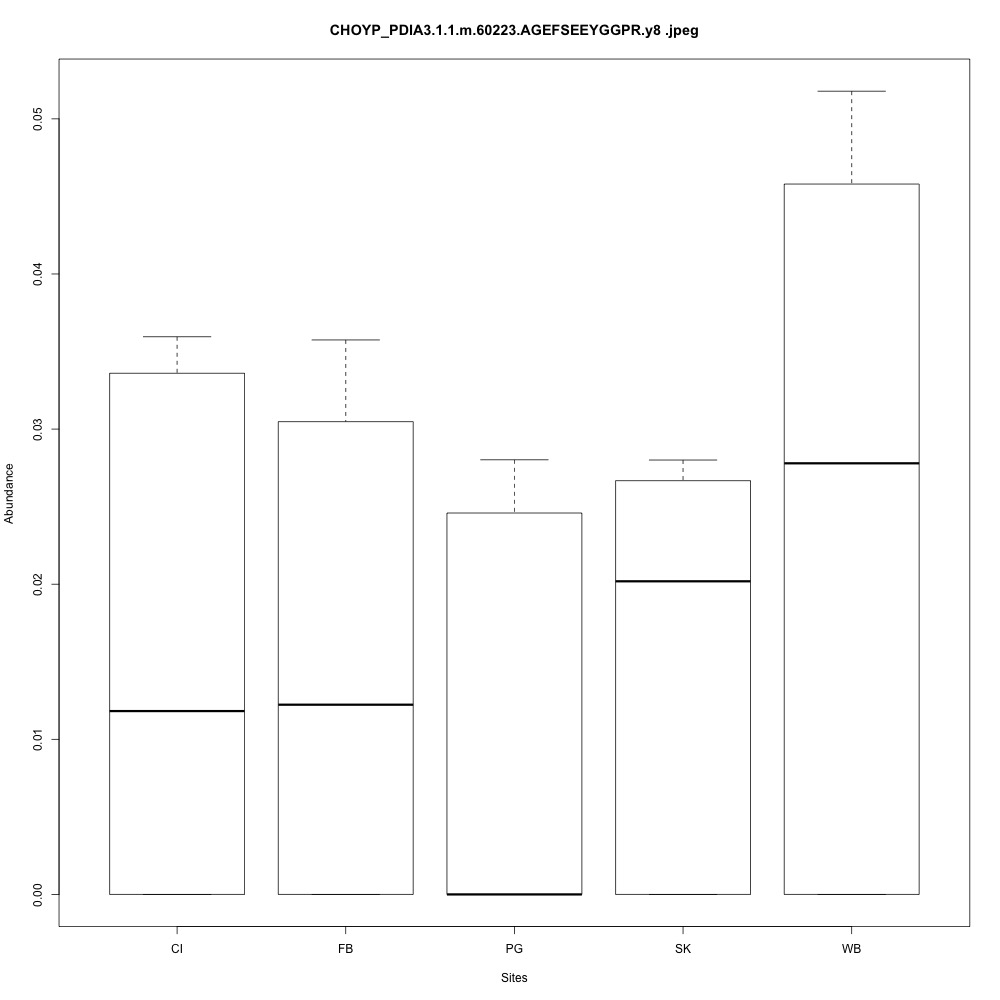 CHOYP_PDIA3.1.1.m.60223.AGEFSEEYGGPR.y8 .jpeg
0.05
0.04
0.03
0.02
0.01
0.00
Abundance
CI FB PG SK WB
Sites